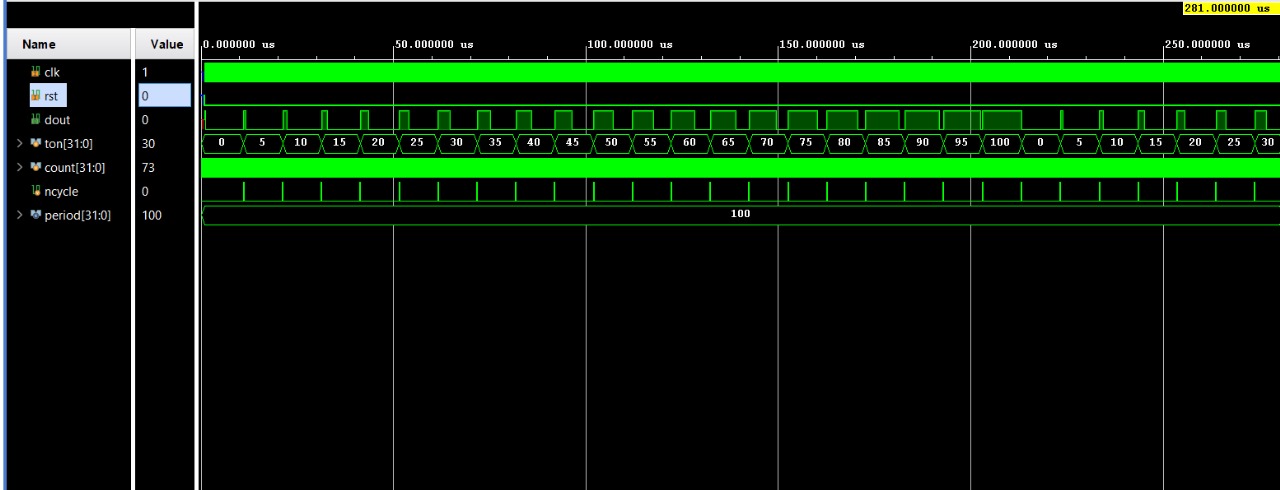 281.000000 us
Name Value
0.000000 us 50.000000 us 100.000000 us 150.000000 us 200.000000 us 250.000000 us
clk 1
rst 0
dout 0
ton[31:0] 30 0 5 10 15 20 25 30 35 40 45 50 55 60 65 70 75 80 85 90 95 100 0 5 10 15 20 25 30
count[31:0] 73
ncycle 0
period[31:0] 100 100